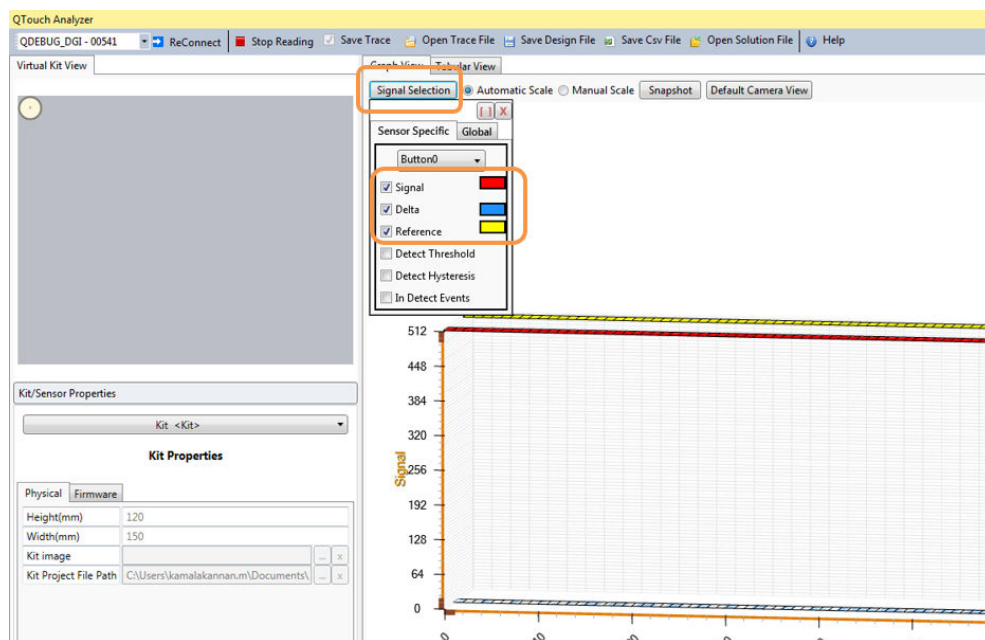 QTouch Analyzer
QDEBUG_DGI - 00541 ReConnect Stop Reading Save Trace Open Trace File Save Design File Save Csv File Open Solution File Help
Virtual Kit View
Graph View Tabular View
Signal Selection Automatic Scale Manual Scale Snapshot Default Camera View
[ ] X
Sensor Specific Global
Button0
Signal
Delta
Reference
Detect Threshold
Detect Hysteresis
In Detect Events
512
448
384
320
256
192
128
64
0
Signal
0
Kit/Sensor Properties
Kit <Kit>
Kit Properties
Physical Firmware
Height(mm) 120
Width(mm) 150
Kit image ... x
Kit Project File Path C:\Users\kamalakannan.m\Documents\ ... x